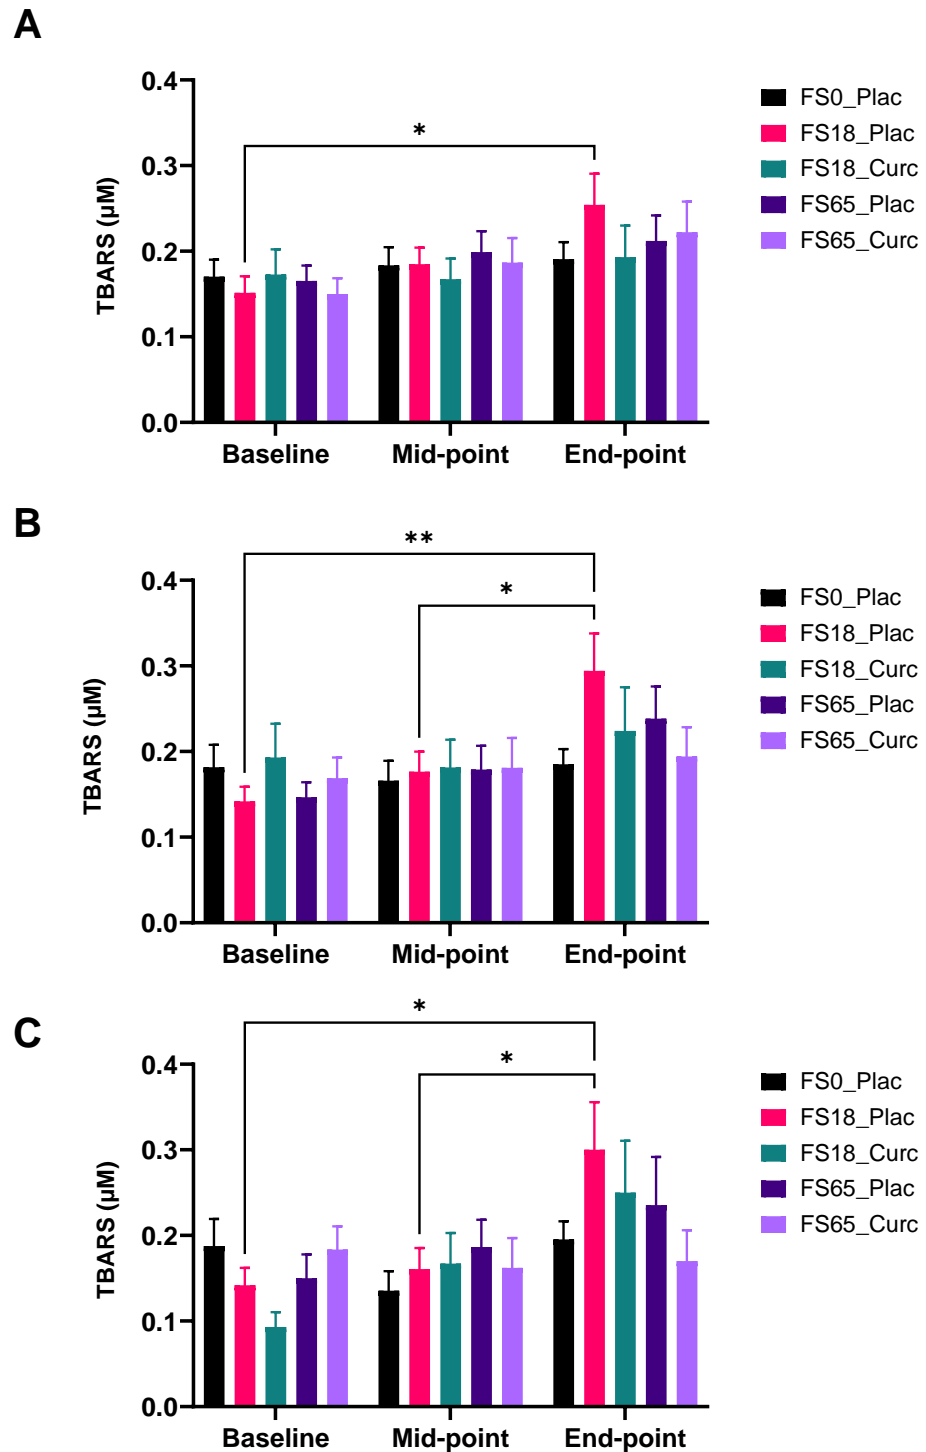 A
0.4
0.3
0.2
0.1
0.0
TBARS (μM)
*
Baseline Mid-point End-point
FS0_Plac
FS18_Plac
FS18_Curc
FS65_Plac
FS65_Curc
B
0.4
0.3
0.2
0.1
0.0
TBARS (μM)
**
*
Baseline Mid-point End-point
FS0_Plac
FS18_Plac
FS18_Curc
FS65_Plac
FS65_Curc
C
0.4
0.3
0.2
0.1
0.0
TBARS (μM)
*
*
Baseline Mid-point End-point
FS0_Plac
FS18_Plac
FS18_Curc
FS65_Plac
FS65_Curc